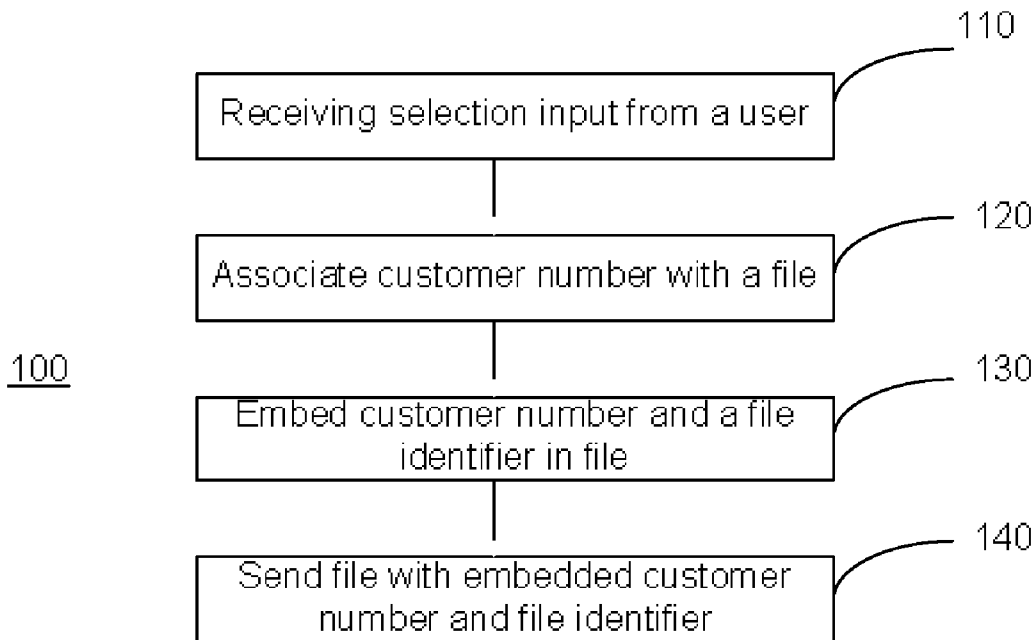 110
Receiving selection input from a user
120
Associate customer number with a file
100
130
Embed customer number and a file
identifier in file
140
Send file with embedded customer
number and file identifier